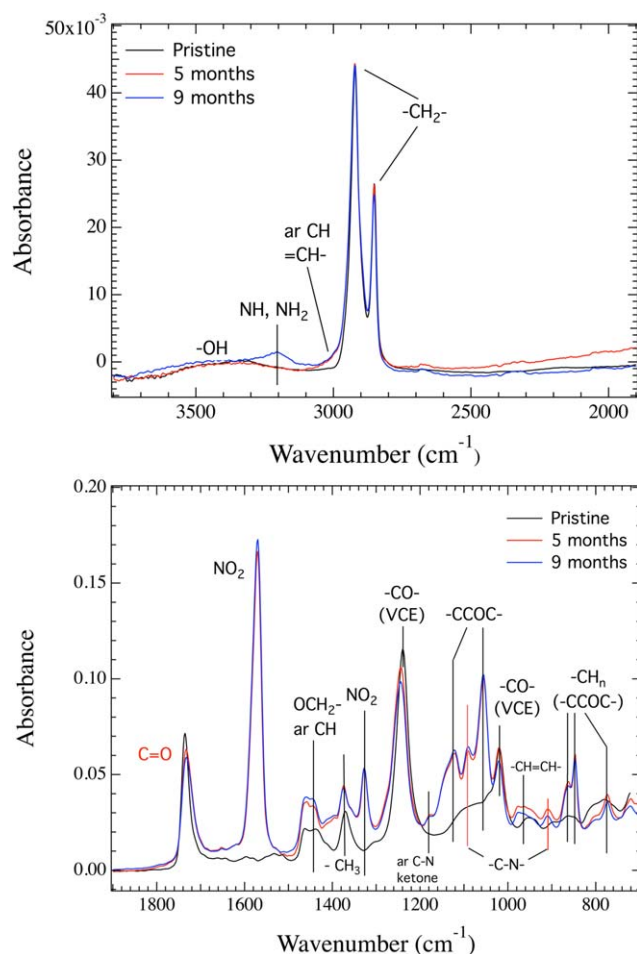 50x10-3
Pristine
5 months
9 months
40
-CH2-
30
20
ar CH
=CH-
10
NH, NH2
-OH
0
Absorbance
3500
3000
2500
2000
Wavenumber (cm-1)
0.20
Pristine
5 months
9 months
NO2
0.15
-CO-
(VCE)
-CCOC-
OCH2-
ar CH
NO2
-CO-
(VCE)
-CHn
(-CCOC-)
0.10
C=O
-CH=CH-
0.05
- CH3
ar C-N
ketone
-C-N-
0.00
Absorbance
1800
1600
1400
1200
1000
800
Wavenumber (cm-1)